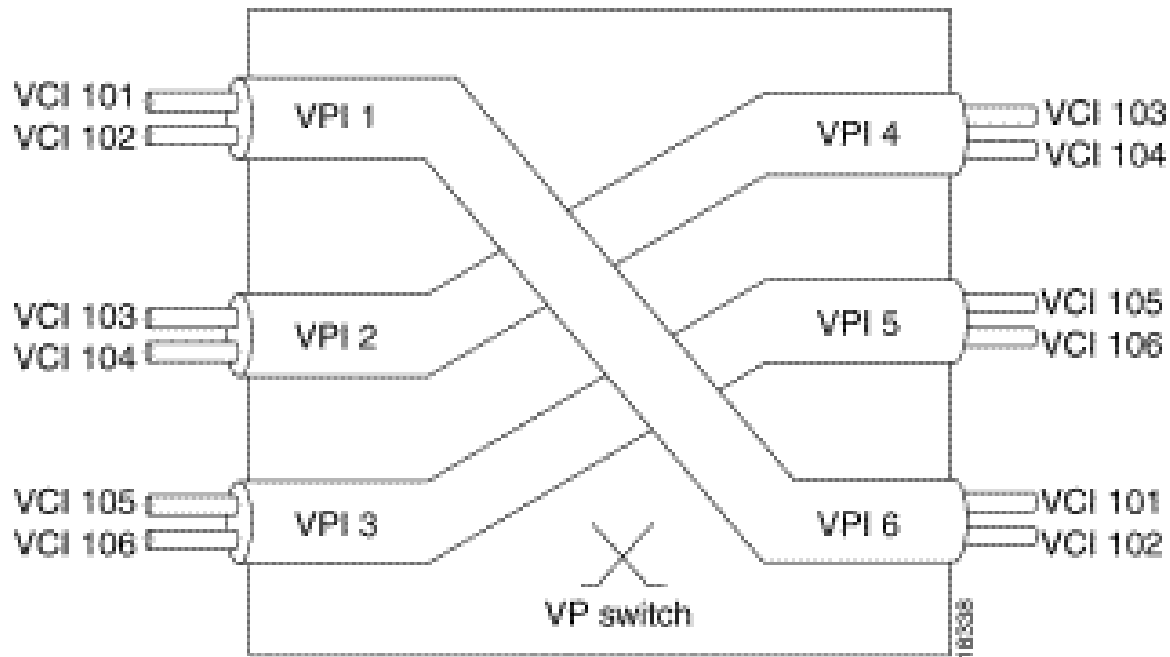 VCI 101
VCI 102
VPI 1
VPI 4
VCI 103
VCI 104
VCI 103
VCI 104
VPI 2
VPI 5
VCI 105
VCI 106
VCI 105
VCI 106
VPI 3
VPI 6
VCI 101
VCI 102
VP switch